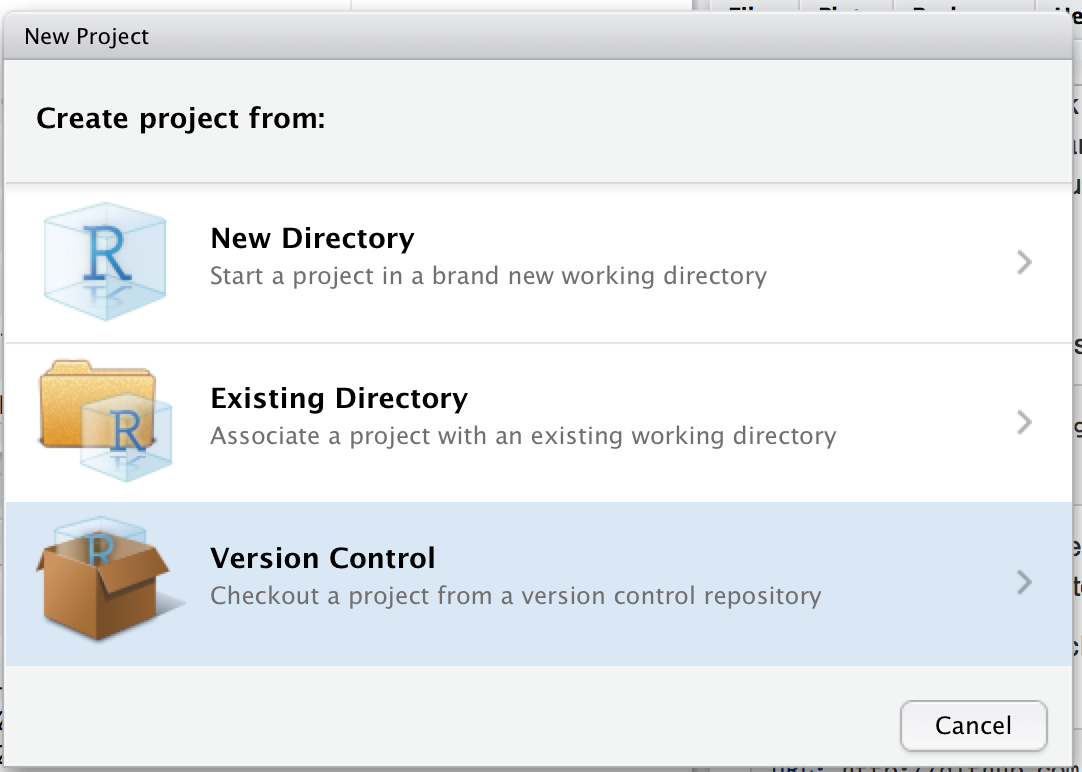 New Project
Create project from:
R
New Directory
Start a project in a brand new working directory
R
Existing Directory
Associate a project with an existing working directory
R
Version Control
Checkout a project from a version control repository
Cancel